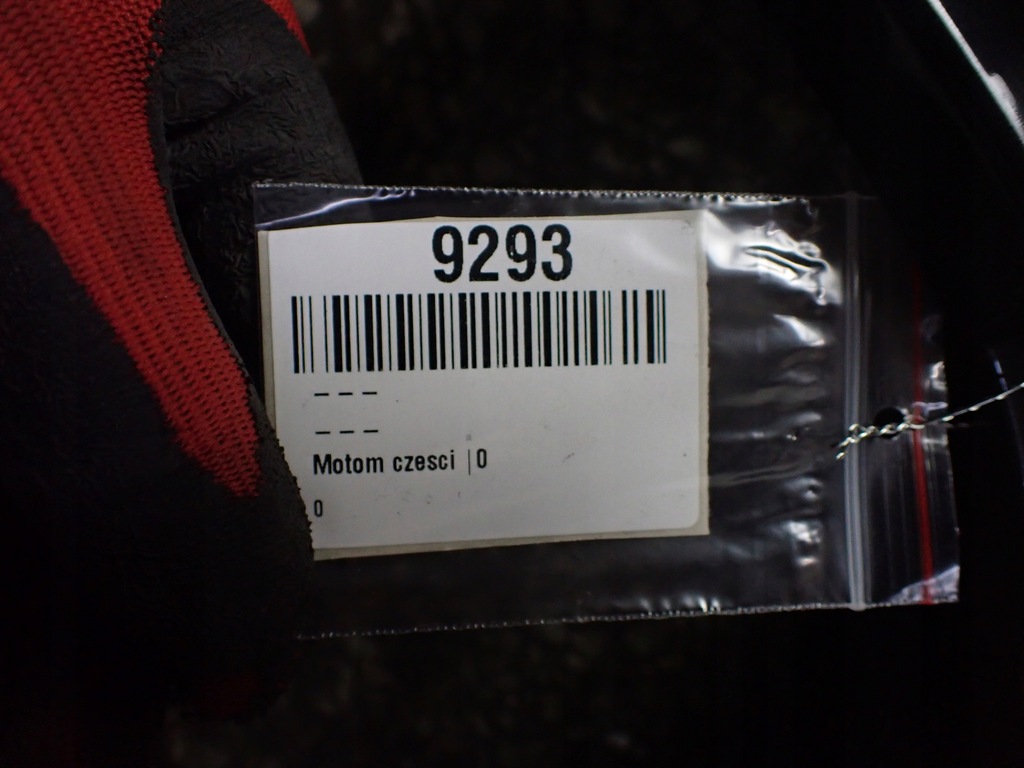 9293
– – –
– – –
Motom czesci |0
0